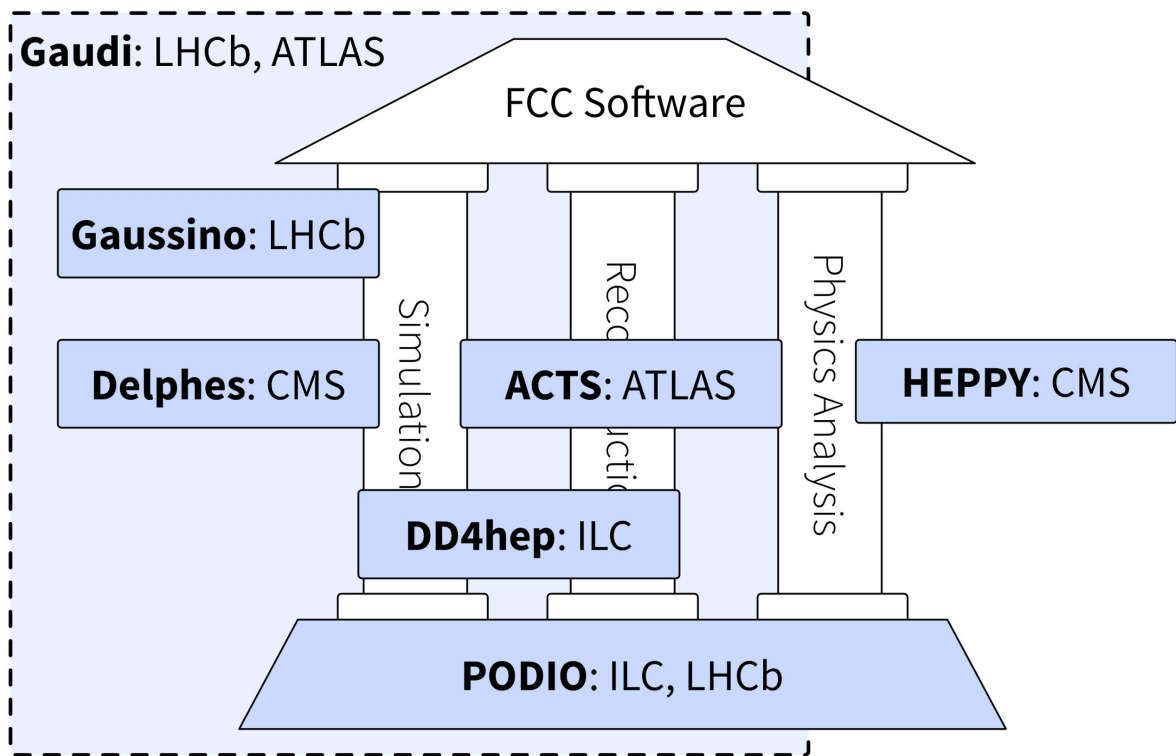 Gaudi: LHCb, ATLAS
FCC Software
Gaussino: LHCb
Simulation
Physics Analysis
Delphes: CMS
ACTS: ATLAS
HEPPY: CMS
DD4hep: ILC
PODIO: ILC, LHCb